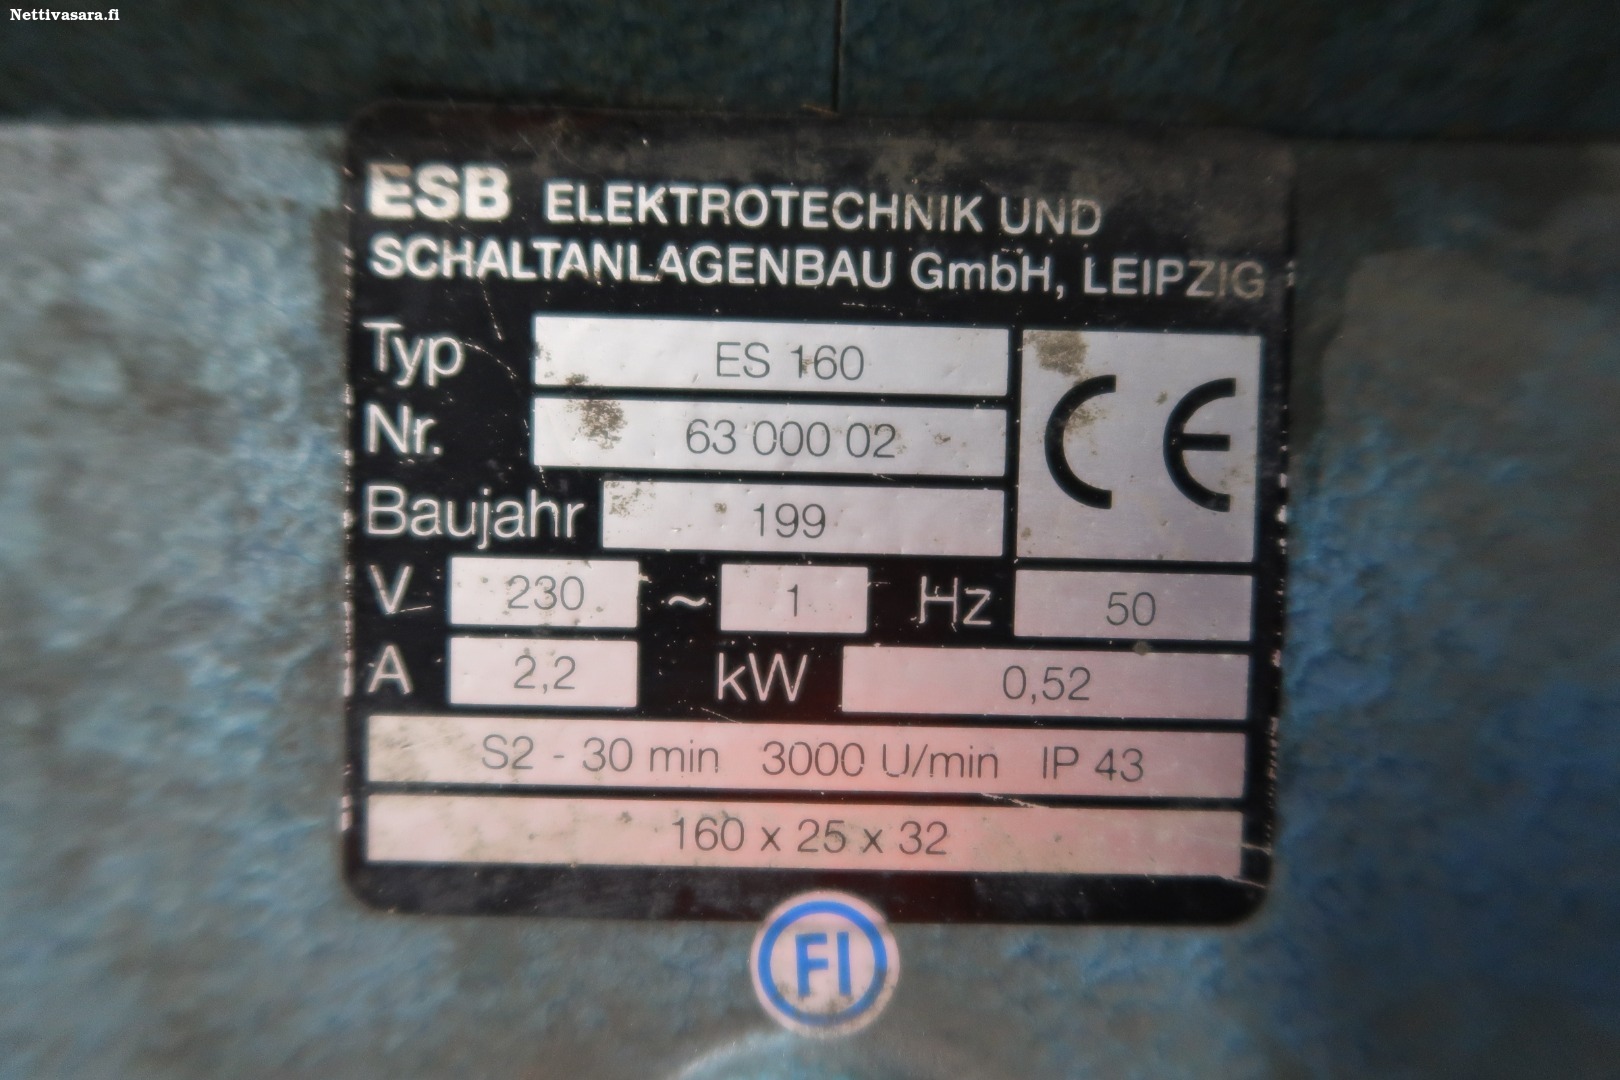 Nettivasara.fi
ESB ELEKTROTECHNIK UND
SCHALTANLAGENBAU GmbH, LEIPZIG
Typ ES 160
Nr. 63 000 02
CE
Baujahr 199
V 230 ~ 1 Hz 50
A 2,2 kW 0,52
S2 - 30 min 3000 U/min IP 43
160 x 25 x 32
FI